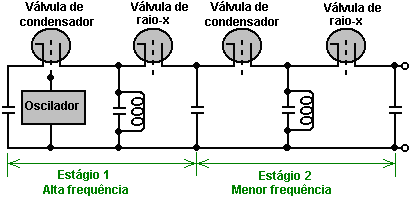 Válvula de condensador
Válvula de raio-x
Válvula de condensador
Válvula de raio-x
Oscilador
Estágio 1
Alta frequência
Estágio 2
Menor frequência